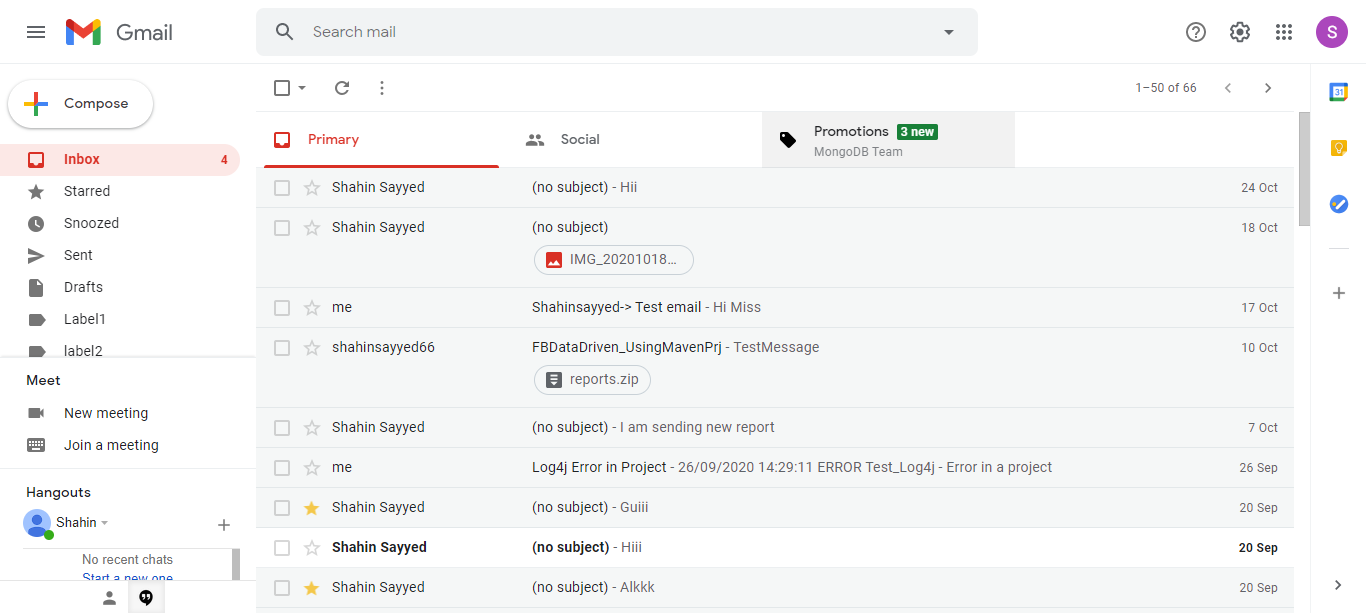 Gmail
Search mail
S
Compose
1–50 of 66
31
Inbox 4
Starred
Snoozed
Sent
Drafts
Label1
label2
Meet
New meeting
Join a meeting
Hangouts
Shahin
No recent chats
Start a new one
Primary
Social
Promotions 3 new
MongoDB Team
Shahin Sayyed (no subject) - Hii 24 Oct
Shahin Sayyed (no subject) 18 Oct
IMG_20201018...
me Shahinsayyed-> Test email - Hi Miss 17 Oct
shahinsayyed66 FBDataDriven_UsingMavenPrj - TestMessage 10 Oct
reports.zip
Shahin Sayyed (no subject) - I am sending new report 7 Oct
me Log4j Error in Project - 26/09/2020 14:29:11 ERROR Test_Log4j - Error in a project 26 Sep
Shahin Sayyed (no subject) - Guiii 20 Sep
Shahin Sayyed (no subject) - Hiii 20 Sep
Shahin Sayyed (no subject) - Alkkk 20 Sep